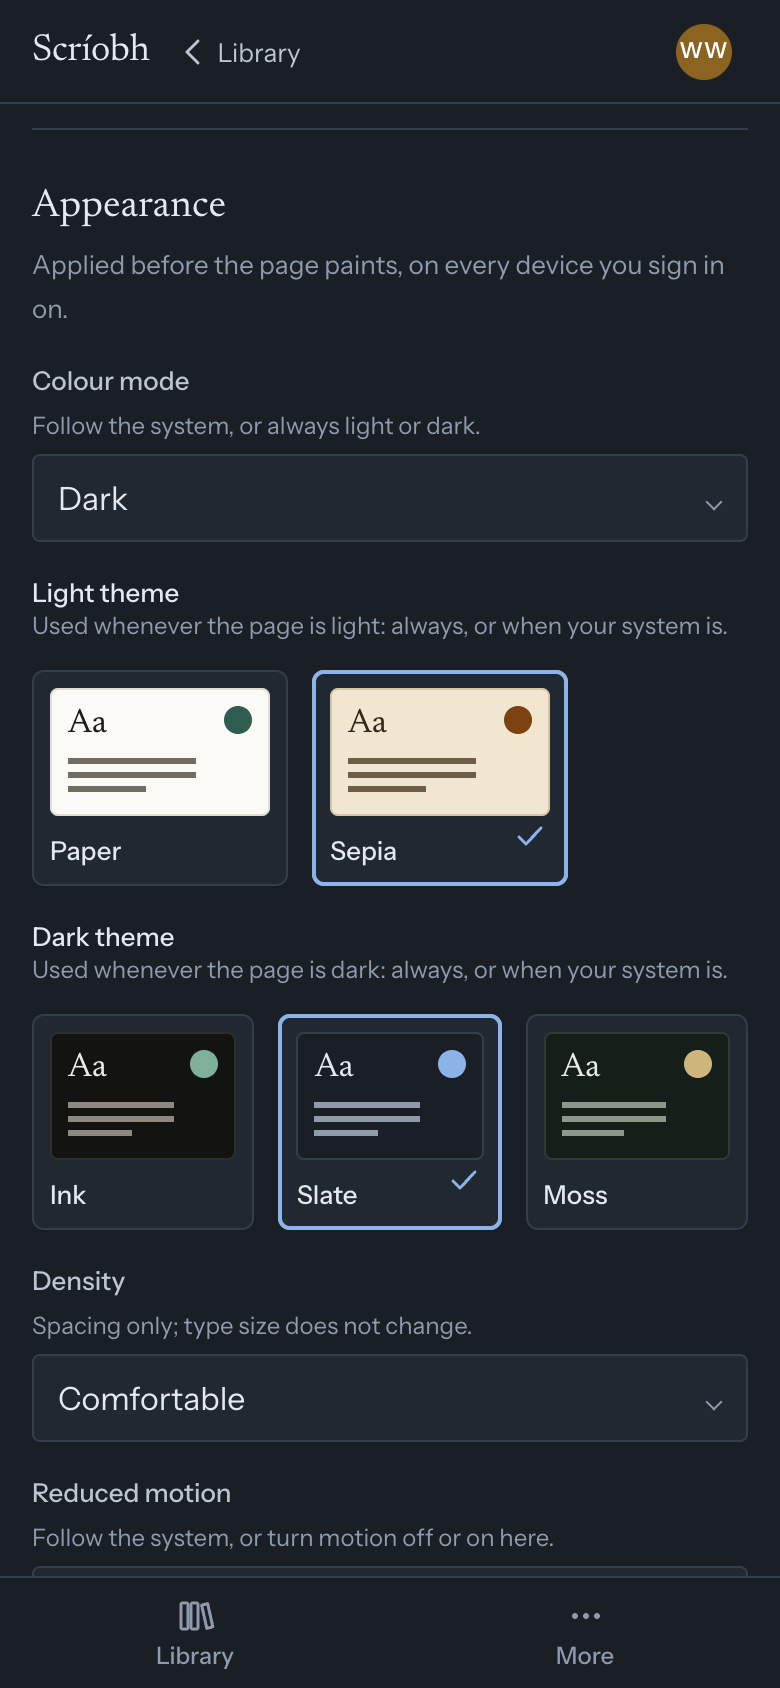 Scríobh
Library
WW
Appearance
Applied before the page paints, on every device you sign in
on.
Colour mode
Follow the system, or always light or dark.
Dark
Light theme
Used whenever the page is light: always, or when your system is.
Aa
Aa
Paper
Sepia
Dark theme
Used whenever the page is dark: always, or when your system is.
Aa
Aa
Aa
Ink
Slate
Moss
Density
Spacing only; type size does not change.
Comfortable
Reduced motion
Follow the system, or turn motion off or on here.
Library
More